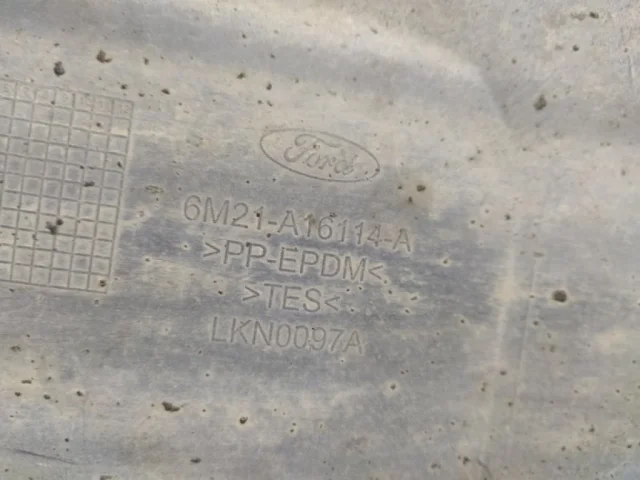 Ford
6M21-A16114-A
>PP-EPDM<
>TES<
LKN0097A